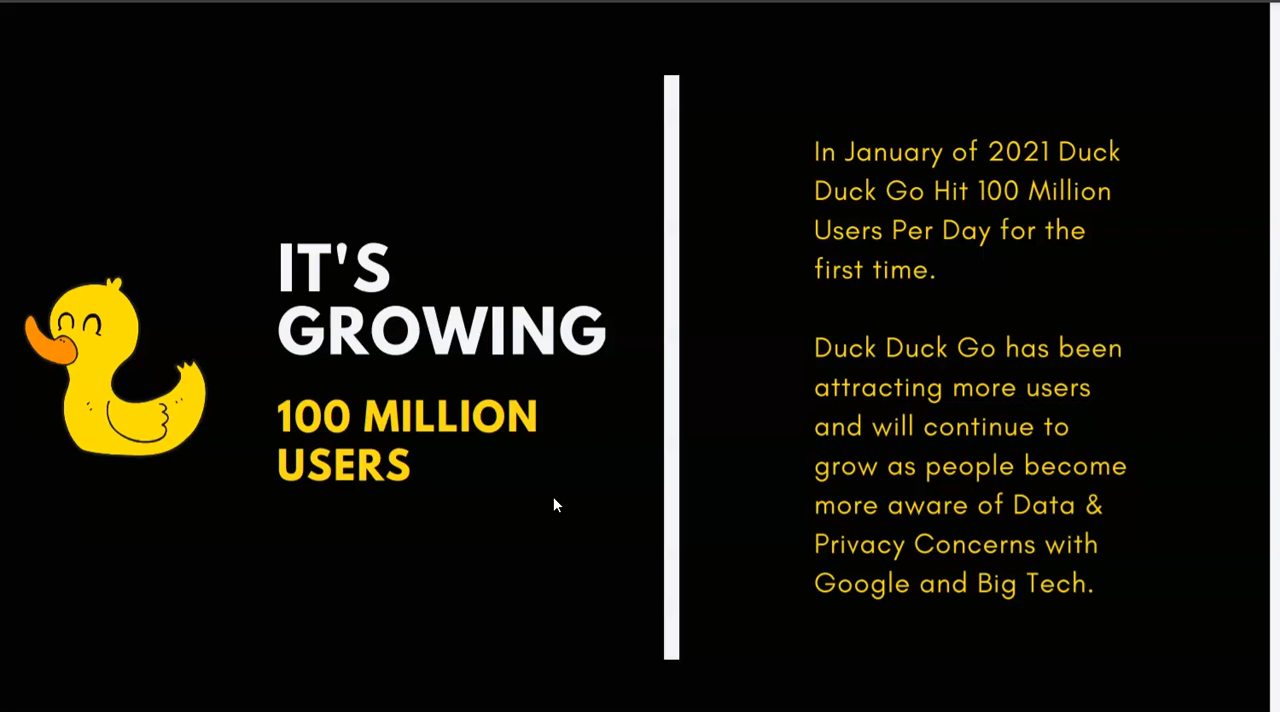 IT'S
GROWING
100 MILLION
USERS
In January of 2021 Duck
Duck Go Hit 100 Million
Users Per Day for the
first time.
Duck Duck Go has been
attracting more users
and will continue to
grow as people become
more aware of Data &
Privacy Concerns with
Google and Big Tech.